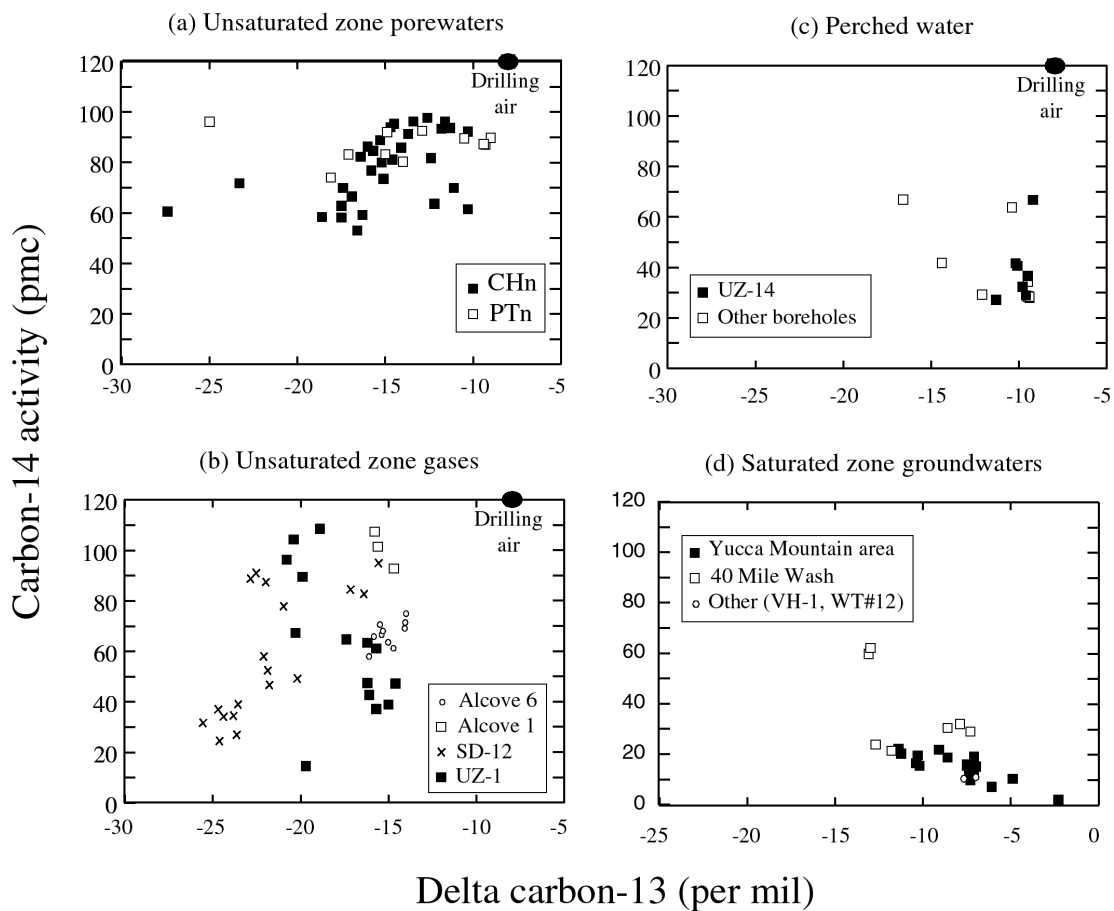 (a) Unsaturated zone porewaters
120
100
80
60
40
20
0
-30 -25 -20 -15 -10 -5
Drilling
air
CHn
PTn
(c) Perched water
120
100
80
60
40
20
0
-30 -25 -20 -15 -10 -5
Drilling
air
UZ-14
Other boreholes
Carbon-14 activity (pmc)
(b) Unsaturated zone gases
120
100
80
60
40
20
0
-30 -25 -20 -15 -10 -5
Drilling
air
Alcove 6
Alcove 1
SD-12
UZ-1
(d) Saturated zone groundwaters
120
100
80
60
40
20
0
-25 -20 -15 -10 -5 0
Yucca Mountain area
40 Mile Wash
Other (VH-1, WT#12)
Delta carbon-13 (per mil)